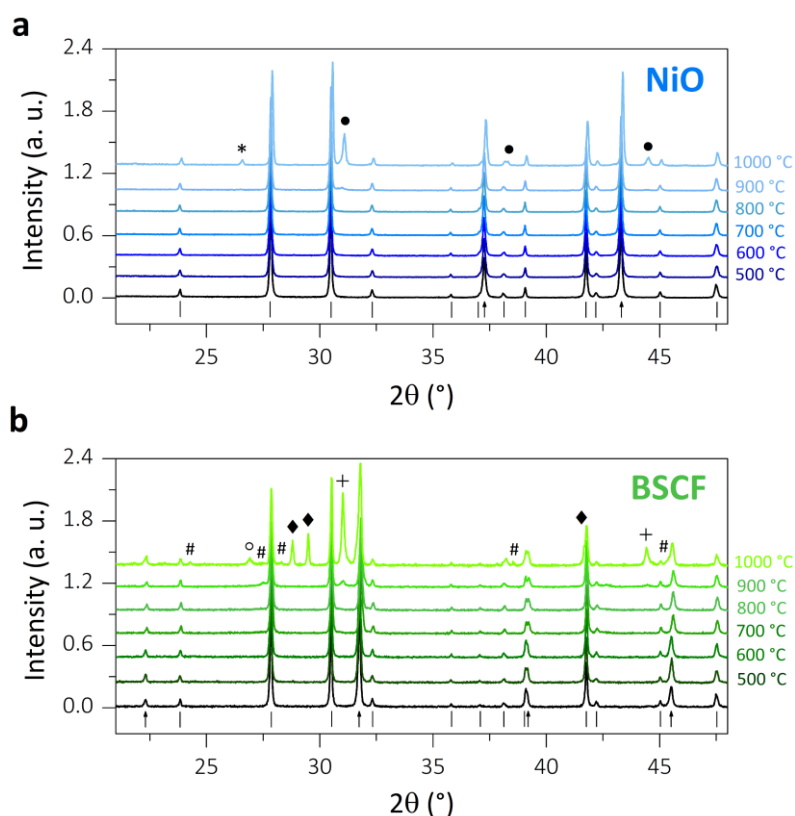 a
2.4
NiO
1.8
*
1.2
1000 °C
900 °C
800 °C
0.6
700 °C
600 °C
500 °C
0.0
Intensity (a. u.)
25 30 35 40 45
2θ (°)
b
2.4
BSCF
+
1.8
# # # # + #
1000 °C
1.2
900 °C
800 °C
0.6
700 °C
600 °C
500 °C
0.0
Intensity (a. u.)
25 30 35 40 45
2θ (°)